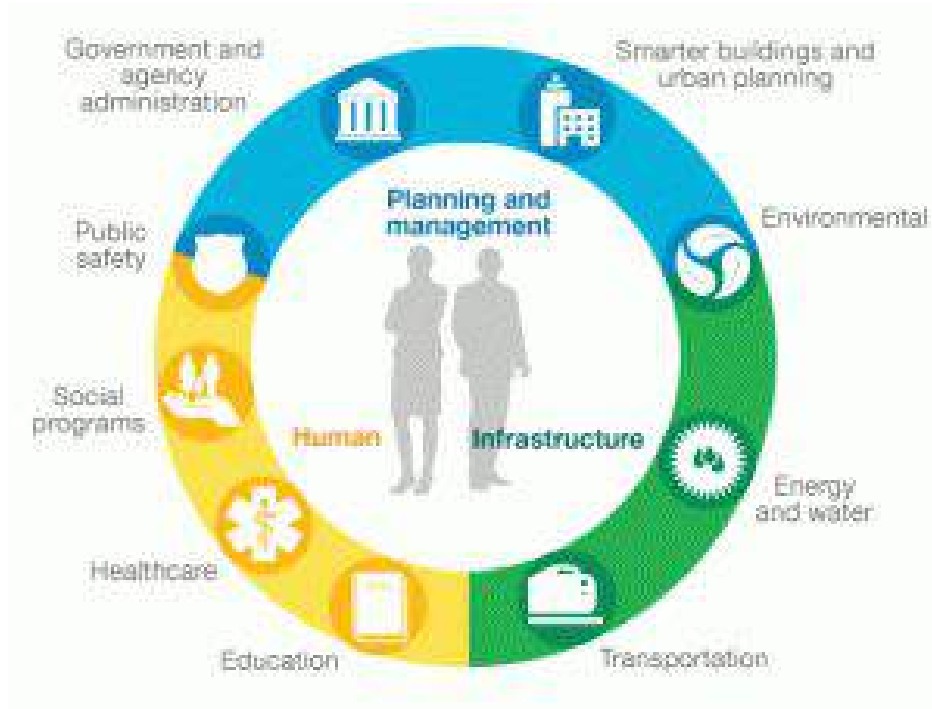 Government and
agency
administration
Smarter buildings and
urban planning
Planning and
management
Public
safety
Environmental
Social
programs
Human
Infrastructure
Energy
and water
Healthcare
Education
Transportation